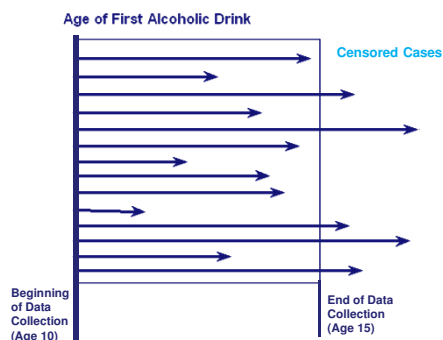 Age of First Alcoholic Drink
Censored Cases
Beginning
of Data
Collection
(Age 10)
End of Data
Collection
(Age 15)